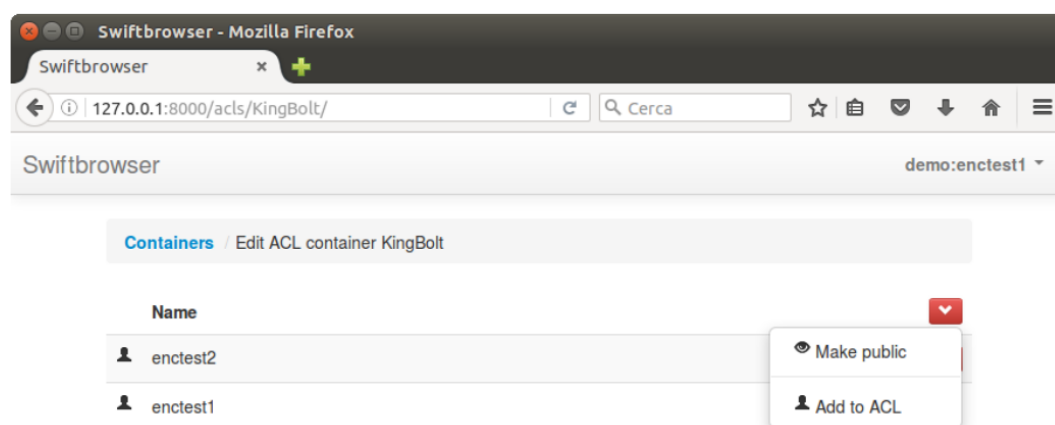 Swiftbrowser - Mozilla Firefox
Swiftbrowser
127.0.0.1:8000/acls/KingBolt/ Cerca
Swiftbrowser demo:enctest1
Containers / Edit ACL container KingBolt
Name
enctest2
Make public
enctest1
Add to ACL